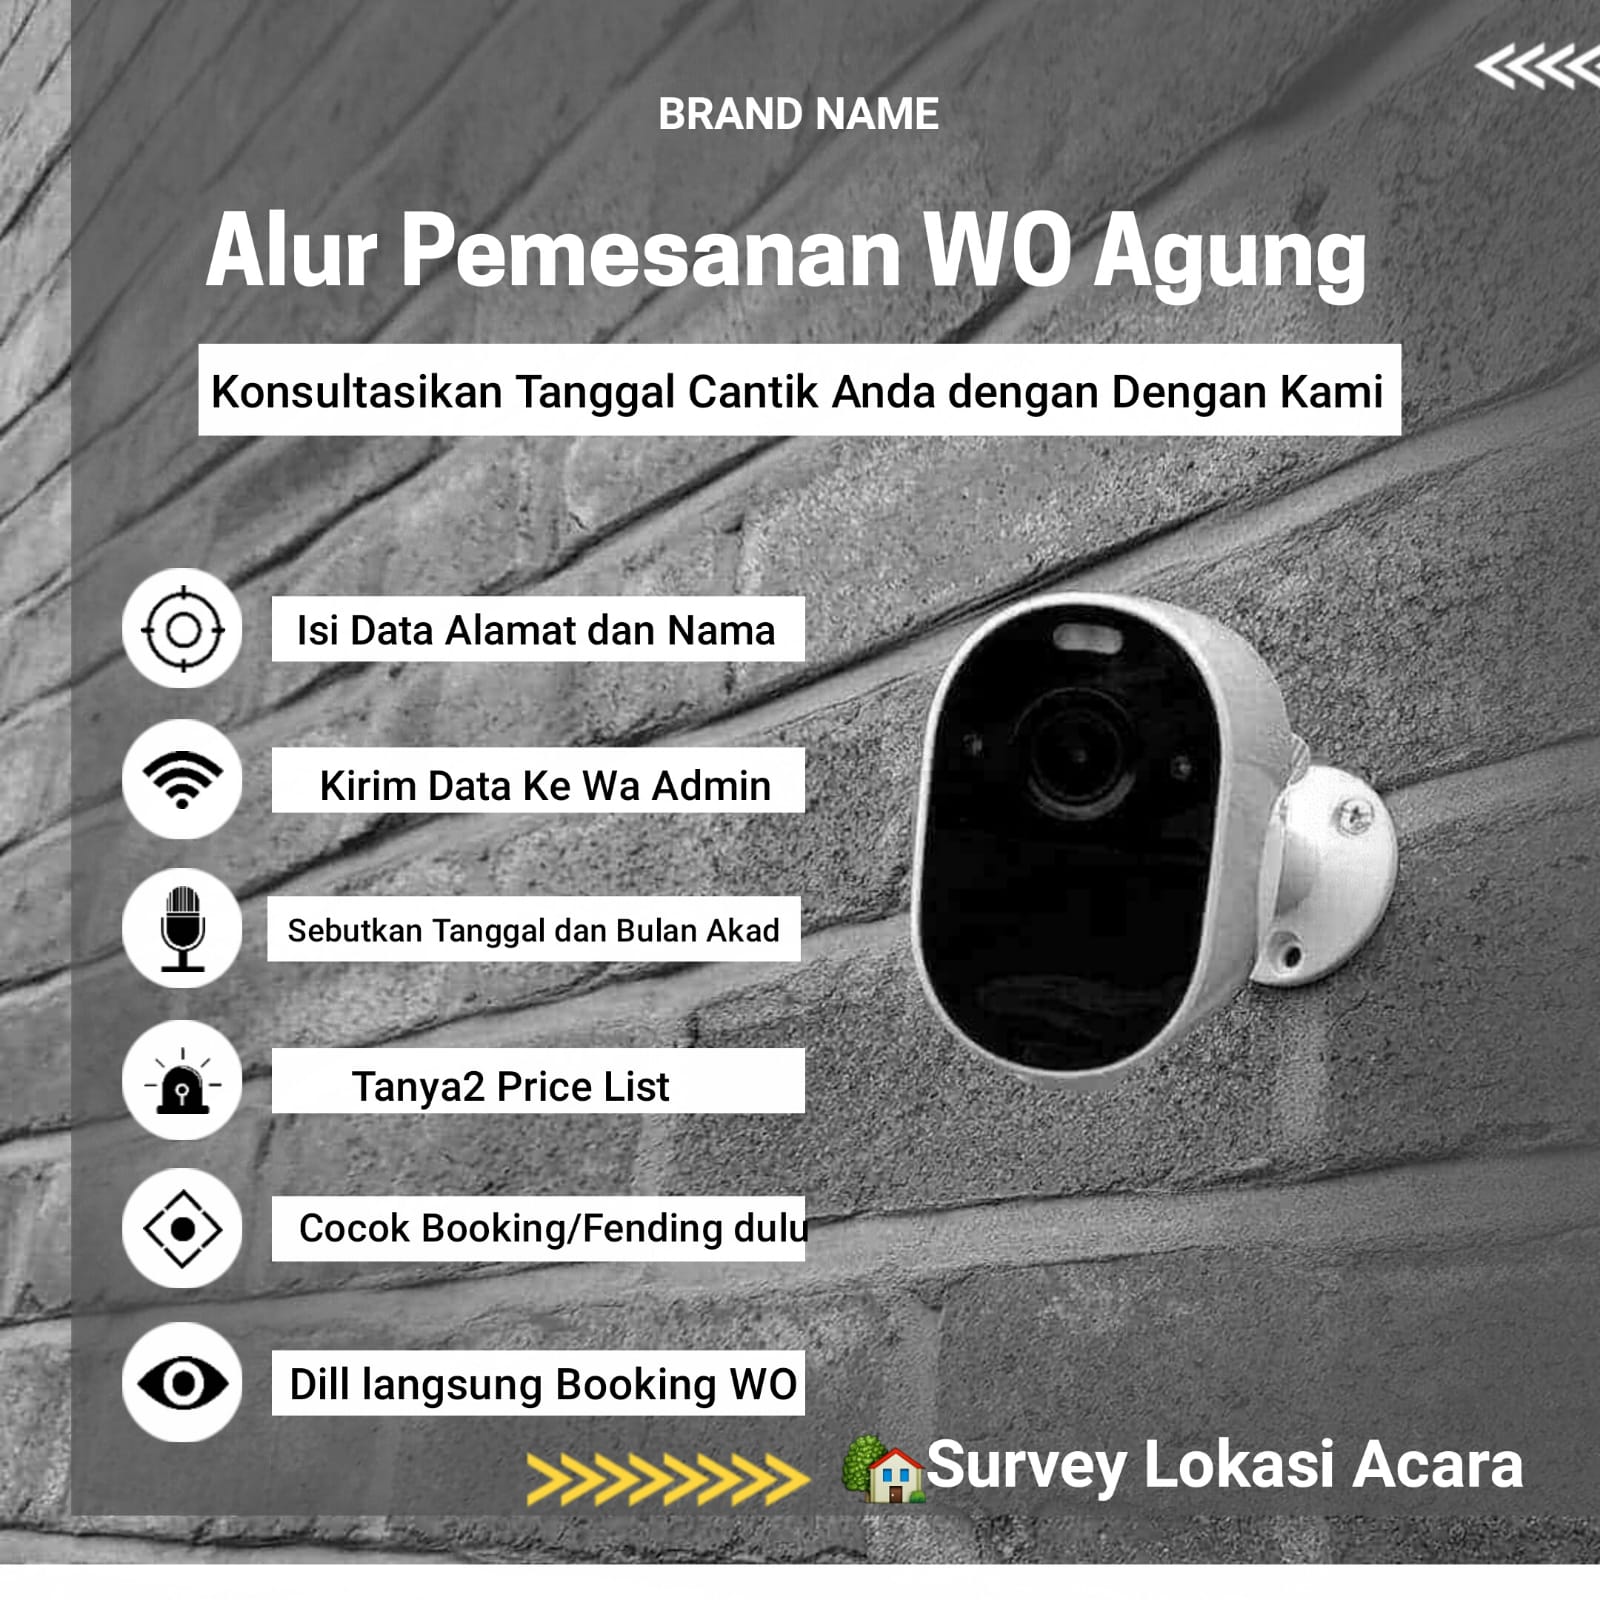 BRAND NAME
Alur Pemesanan WO Agung
Konsultasikan Tanggal Cantik Anda dengan Dengan Kami
Isi Data Alamat dan Nama
Kirim Data Ke Wa Admin
Sebutkan Tanggal dan Bulan Akad
Tanya2 Price List
Cocok Booking/Fending dulu
Dill langsung Booking WO
Survey Lokasi Acara